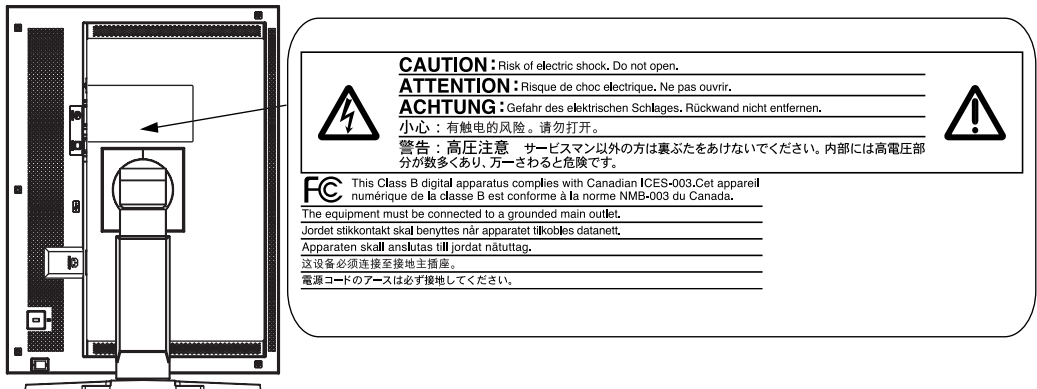 CAUTION : Risk of electric shock. Do not open.
ATTENTION : Risque de choc electrique. Ne pas ouvrir.
ACHTUNG : Gefahr des elektrischen Schlages. Rückwand nicht entfernen.
小心 : 有触电的风险。请勿打开。
警告 : 高圧注意 サービスマン以外の方は裏ぶたをあけないでください。内部には高電圧部
分が数多くあり、万一さわると危険です。
FC This Class B digital apparatus complies with Canadian ICES-003.Cet appareil
numérique de la classe B est conforme à la norme NMB-003 du Canada.
The equipment must be connected to a grounded main outlet.
Jordet stikkontakt skal benyttes når apparatet tilkobles datanett.
Apparaten skall anslutas till jordat nätuttag.
这设备必须连接至接地主插座。
電源コードのアースは必ず接地してください。